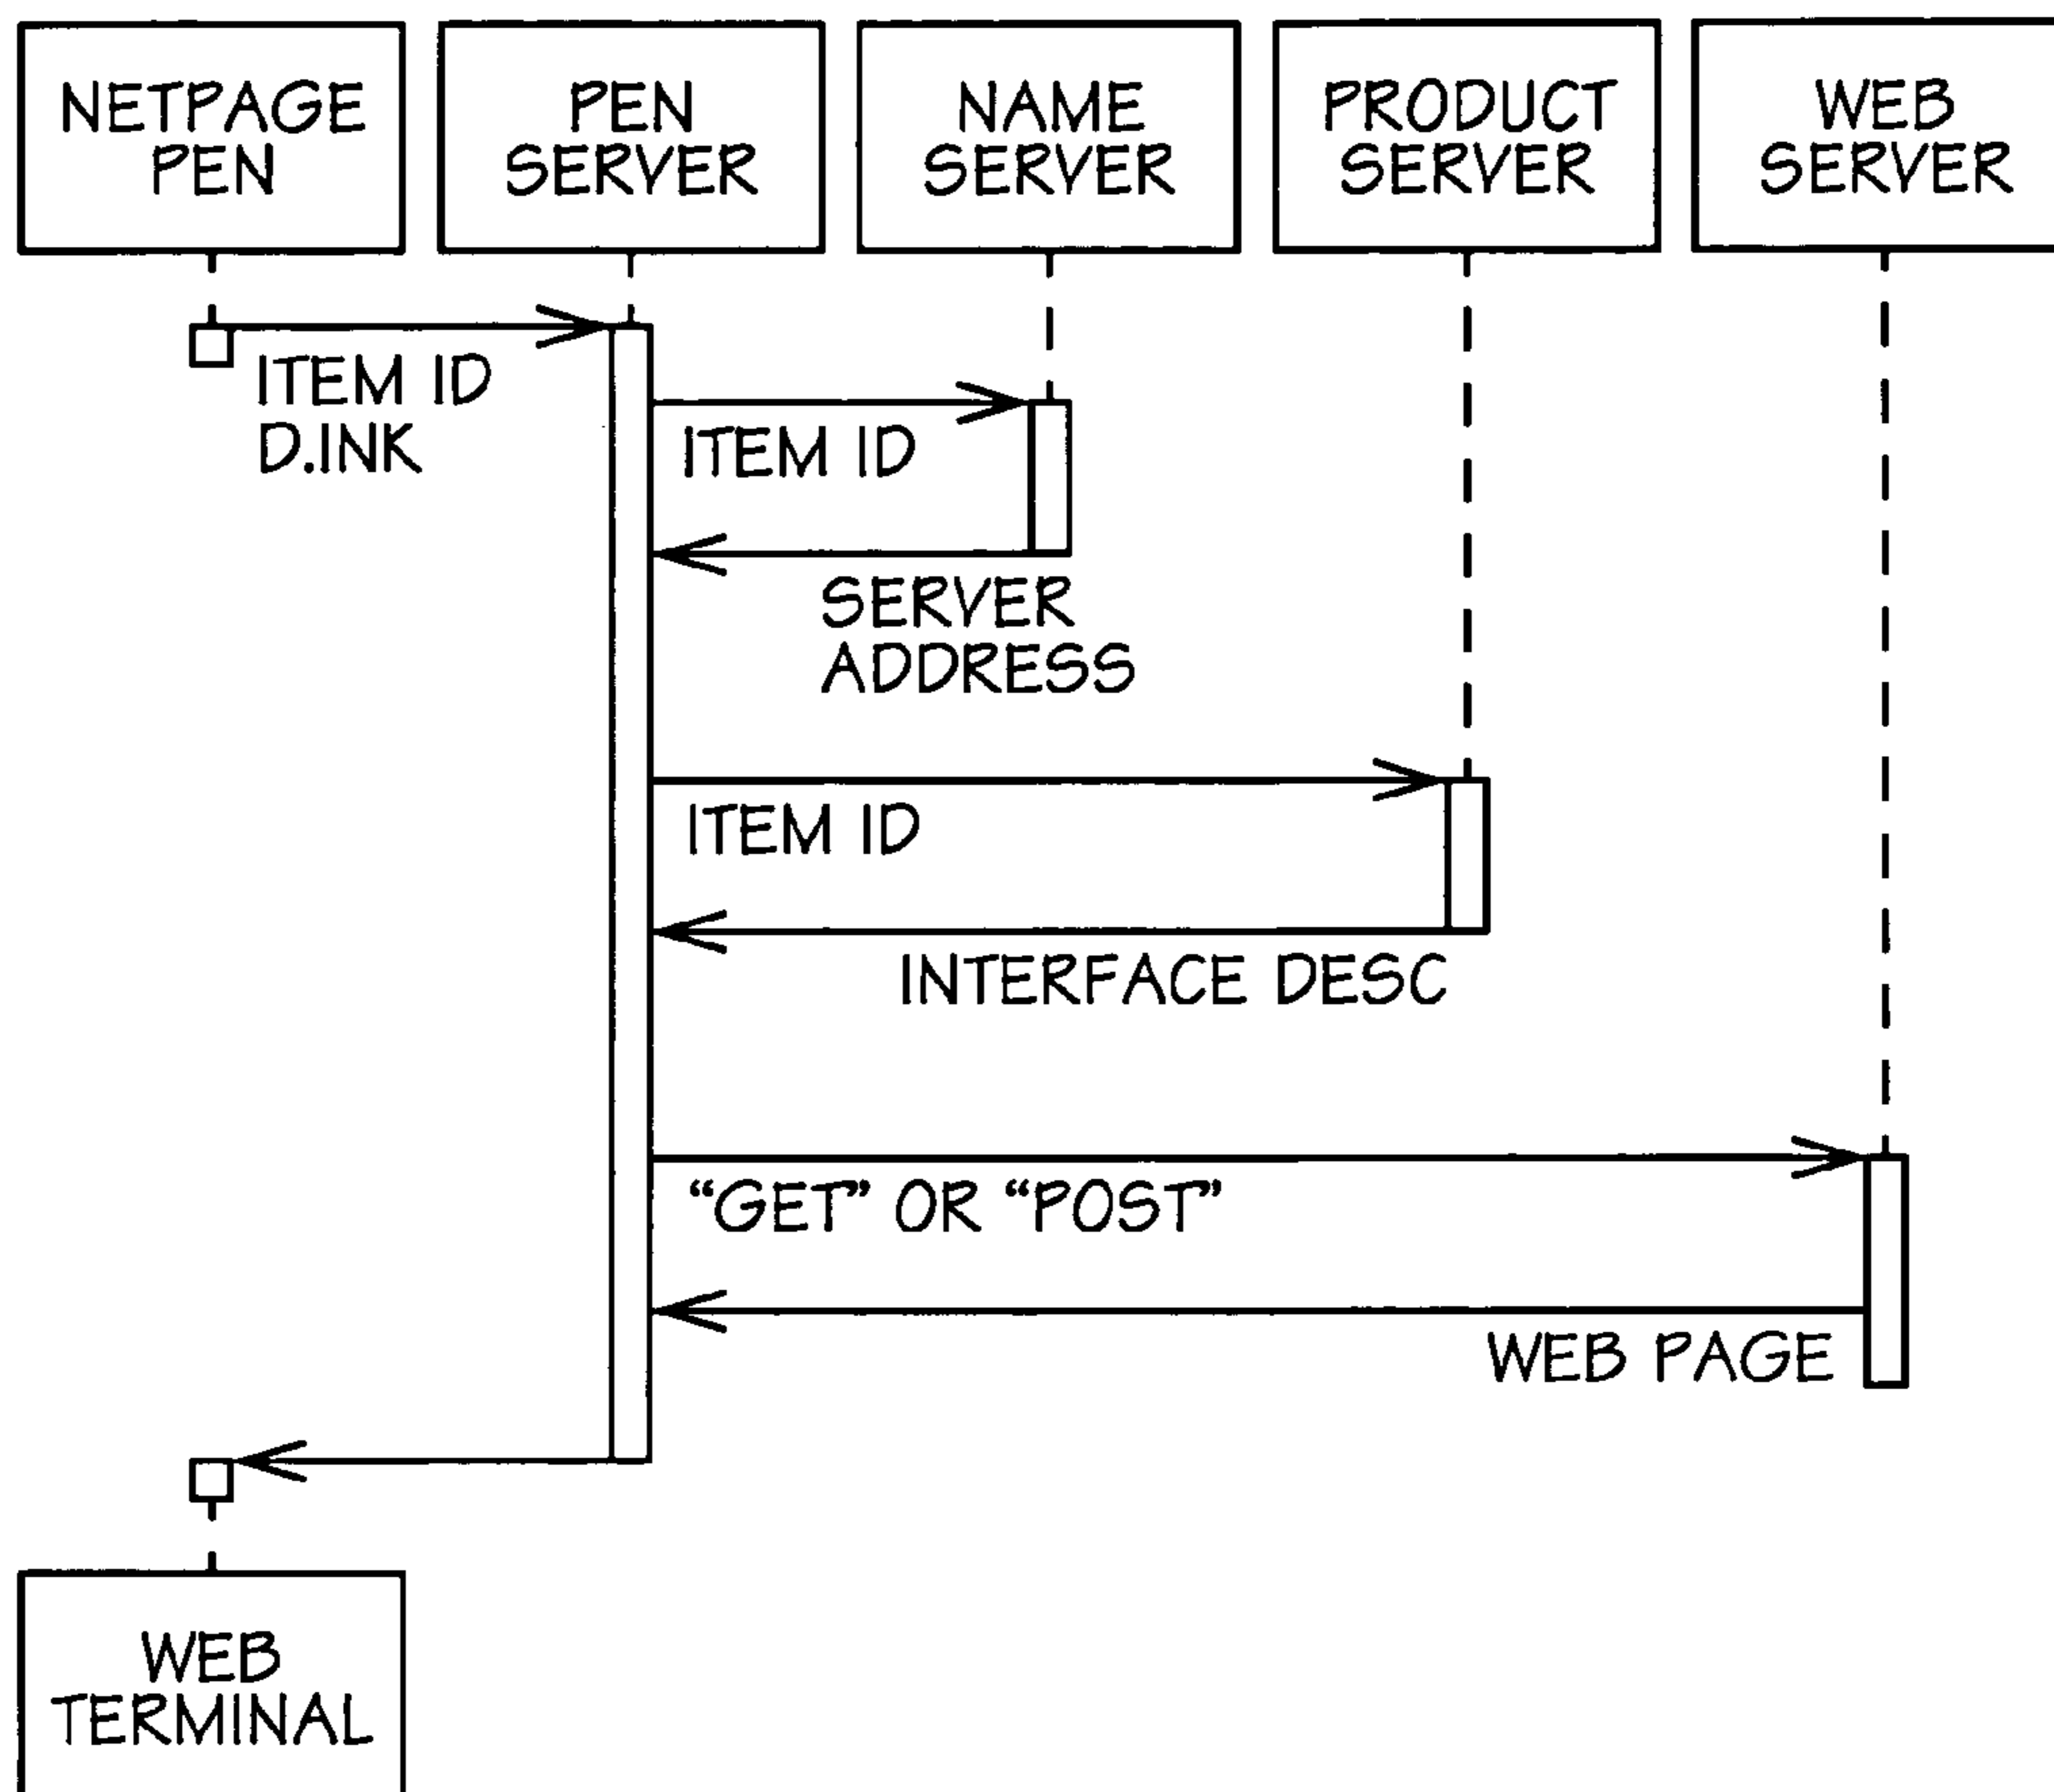 NETPAGE
PEN
PEN
SERVER
NAME
SERVER
PRODUCT
SERVER
WEB
SERVER
ITEM ID
D.INK
ITEM ID
SERVER
ADDRESS
ITEM ID
INTERFACE DESC
“GET” OR “POST”
WEB PAGE
WEB
TERMINAL